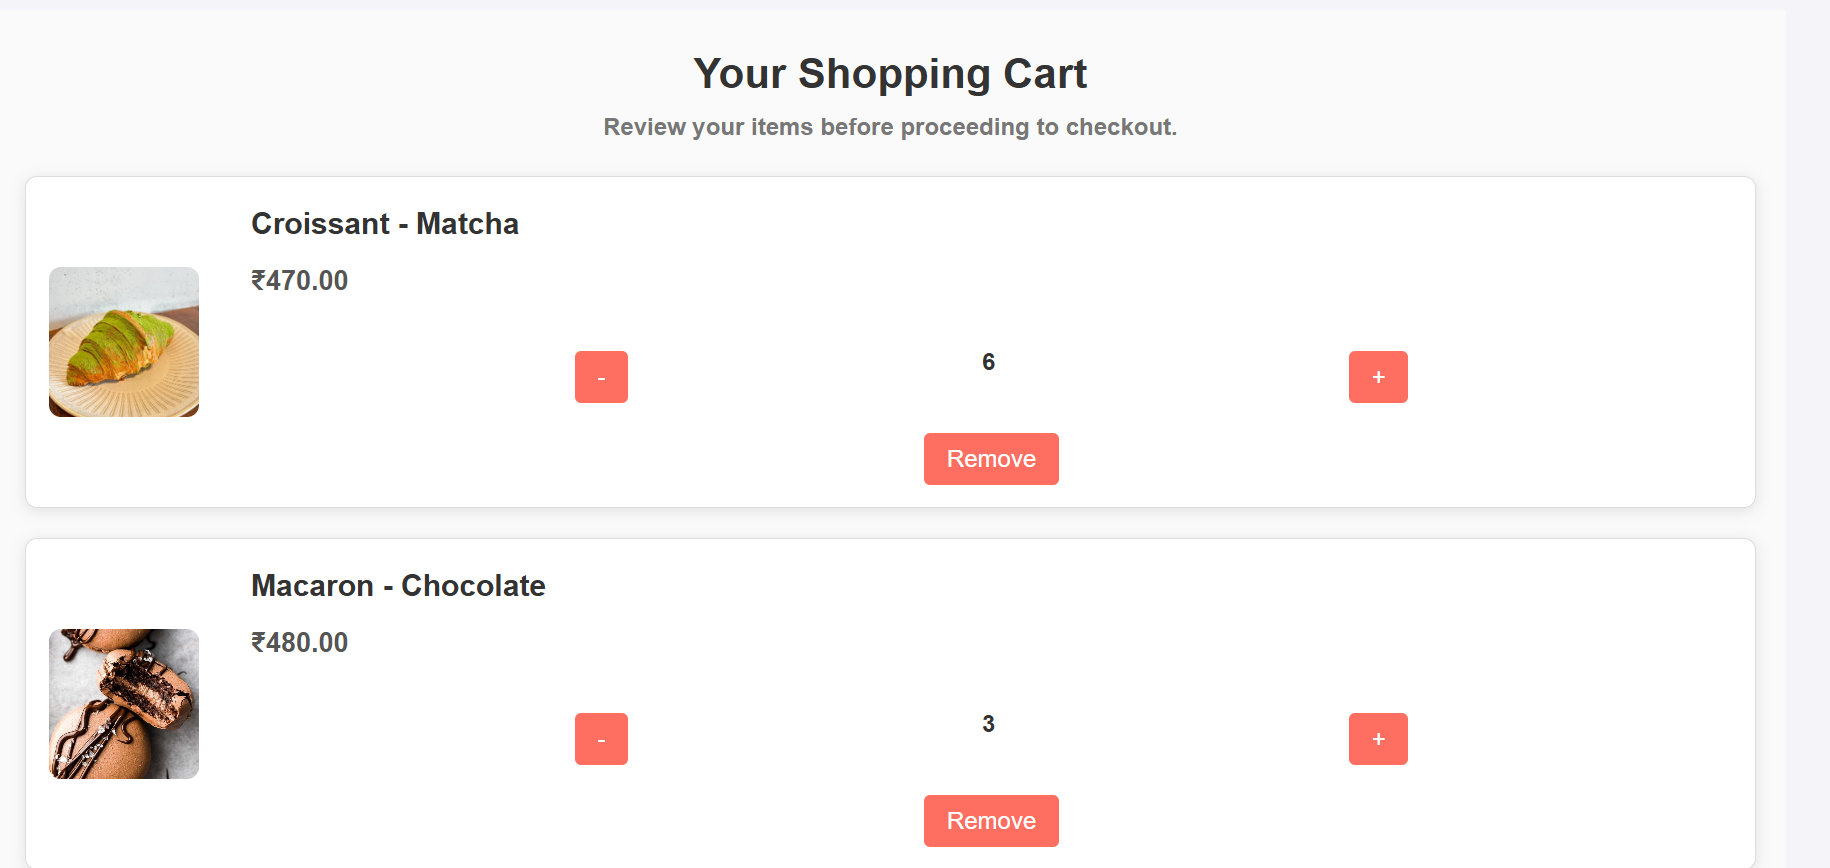 Your Shopping Cart
Review your items before proceeding to checkout.
Croissant - Matcha
₹470.00
- 6 +
Remove
Macaron - Chocolate
₹480.00
- 3 +
Remove